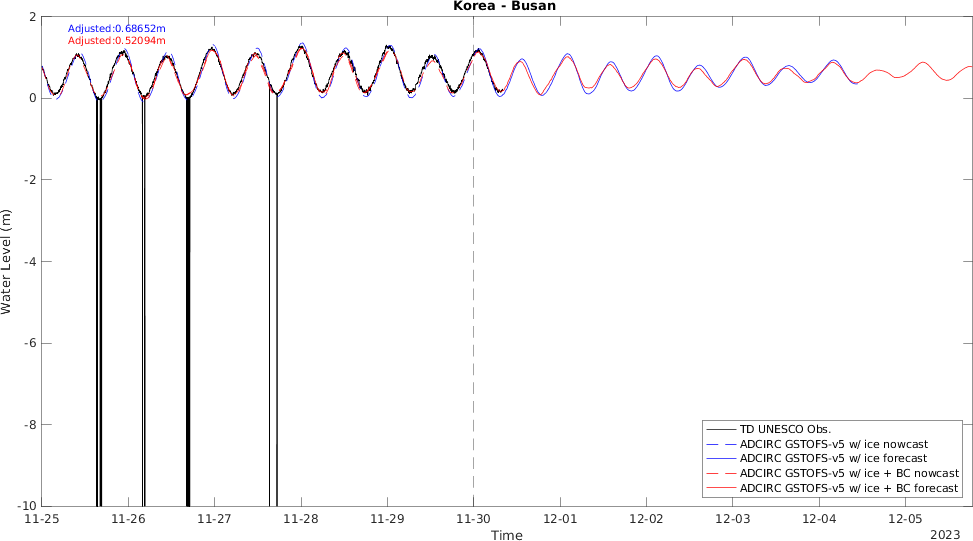 Korea - Busan
Adjusted:0.68652m
Adjusted:0.52094m
2
0
-2
-4
-6
-8
-10
Water Level (m)
TD UNESCO Obs.
ADCIRC GSTOFS-v5 w/ ice nowcast
ADCIRC GSTOFS-v5 w/ ice forecast
ADCIRC GSTOFS-v5 w/ ice + BC nowcast
ADCIRC GSTOFS-v5 w/ ice + BC forecast
11-25 11-26 11-27 11-28 11-29 11-30 12-01 12-02 12-03 12-04 12-05
Time
2023